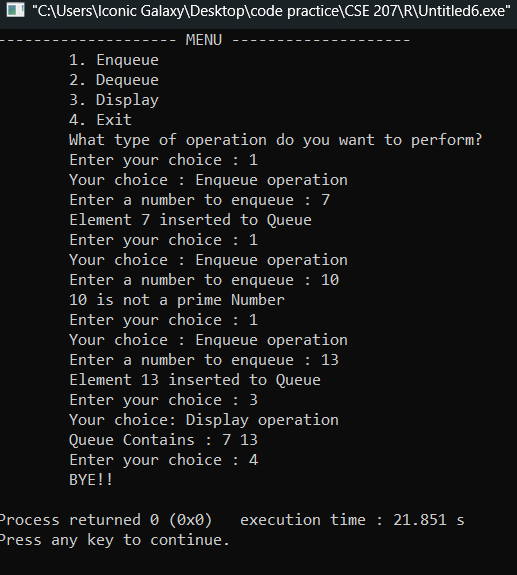 "C:\Users\Iconic Galaxy\Desktop\code practice\CSE 207\R\Untitled6.exe"
-------------------- MENU --------------------
1. Enqueue
2. Dequeue
3. Display
4. Exit
What type of operation do you want to perform?
Enter your choice : 1
Your choice : Enqueue operation
Enter a number to enqueue : 7
Element 7 inserted to Queue
Enter your choice : 1
Your choice : Enqueue operation
Enter a number to enqueue : 10
10 is not a prime Number
Enter your choice : 1
Your choice : Enqueue operation
Enter a number to enqueue : 13
Element 13 inserted to Queue
Enter your choice : 3
Your choice: Display operation
Queue Contains : 7 13
Enter your choice : 4
BYE!!
Process returned 0 (0x0)   execution time : 21.851 s
Press any key to continue.